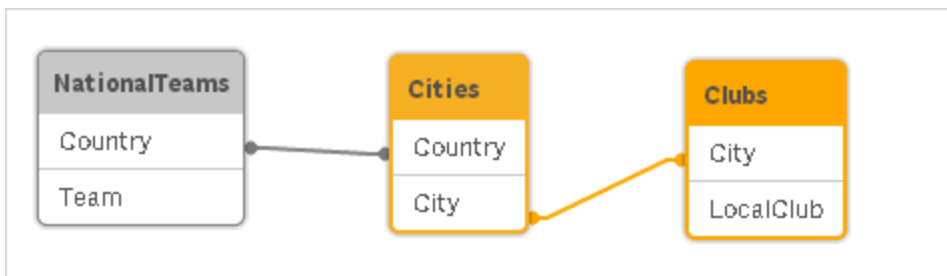 NationalTeams
Country
Team
Cities
Country
City
Clubs
City
LocalClub